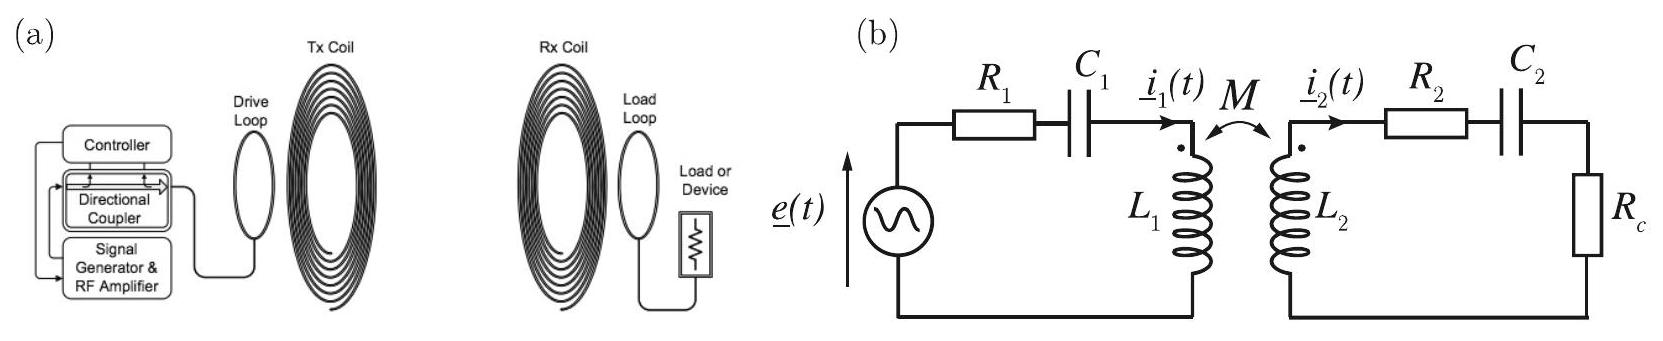 (a)
Tx Coil
Rx Coil
Drive
Loop
Load
Loop
Controller
Directional
Coupler
Signal
Generator &
RF Amplifier
Load or
Device
(b)
R1
C1
i1(t)
M
i2(t)
R2
C2
e(t)
L1
L2
Rc